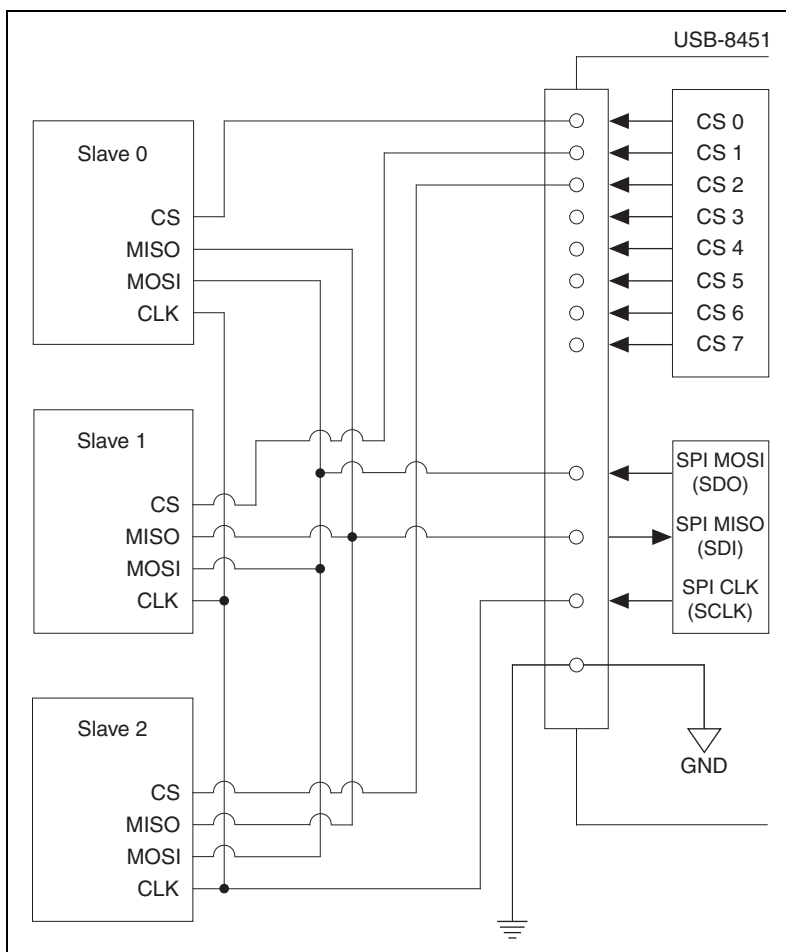 USB-8451
Slave 0
CS
MISO
MOSI
CLK
Slave 1
CS
MISO
MOSI
CLK
Slave 2
CS
MISO
MOSI
CLK
CS 0
CS 1
CS 2
CS 3
CS 4
CS 5
CS 6
CS 7
SPI MOSI
(SDO)
SPI MISO
(SDI)
SPI CLK
(SCLK)
GND